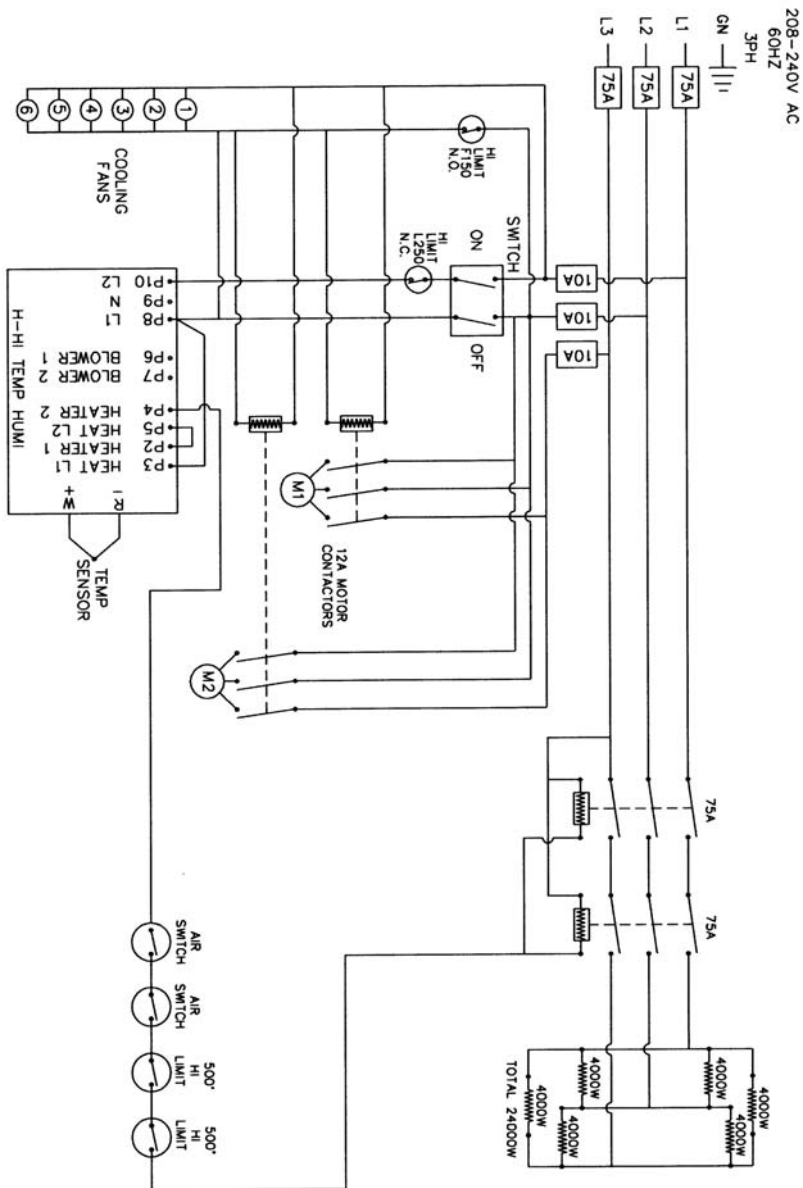 208-240V AC
60HZ
3PH
GN
L1
L2
L3
75A
75A
75A
10A
10A
10A
SWITCH
ON
OFF
HI
LIMIT
F150
N.O.
HI
LIMIT
L250
N.C.
1
2
3
4
5
6
COOLING
FANS
P10 L2
P9 N
P8 L1
P6 BLOWER 1
P7 BLOWER 2
P4 HEATER 2
P5 HEAT L2
P2 HEATER 1
P3 HEAT L1
H-HI TEMP HUMI
+ W
- R
TEMP
SENSOR
M1
12A MOTOR
CONTACTORS
M2
75A
75A
AIR
SWITCH
AIR
SWITCH
500°
HI
LIMIT
500°
HI
LIMIT
4000W
4000W
4000W
4000W
4000W
4000W
TOTAL 24000W